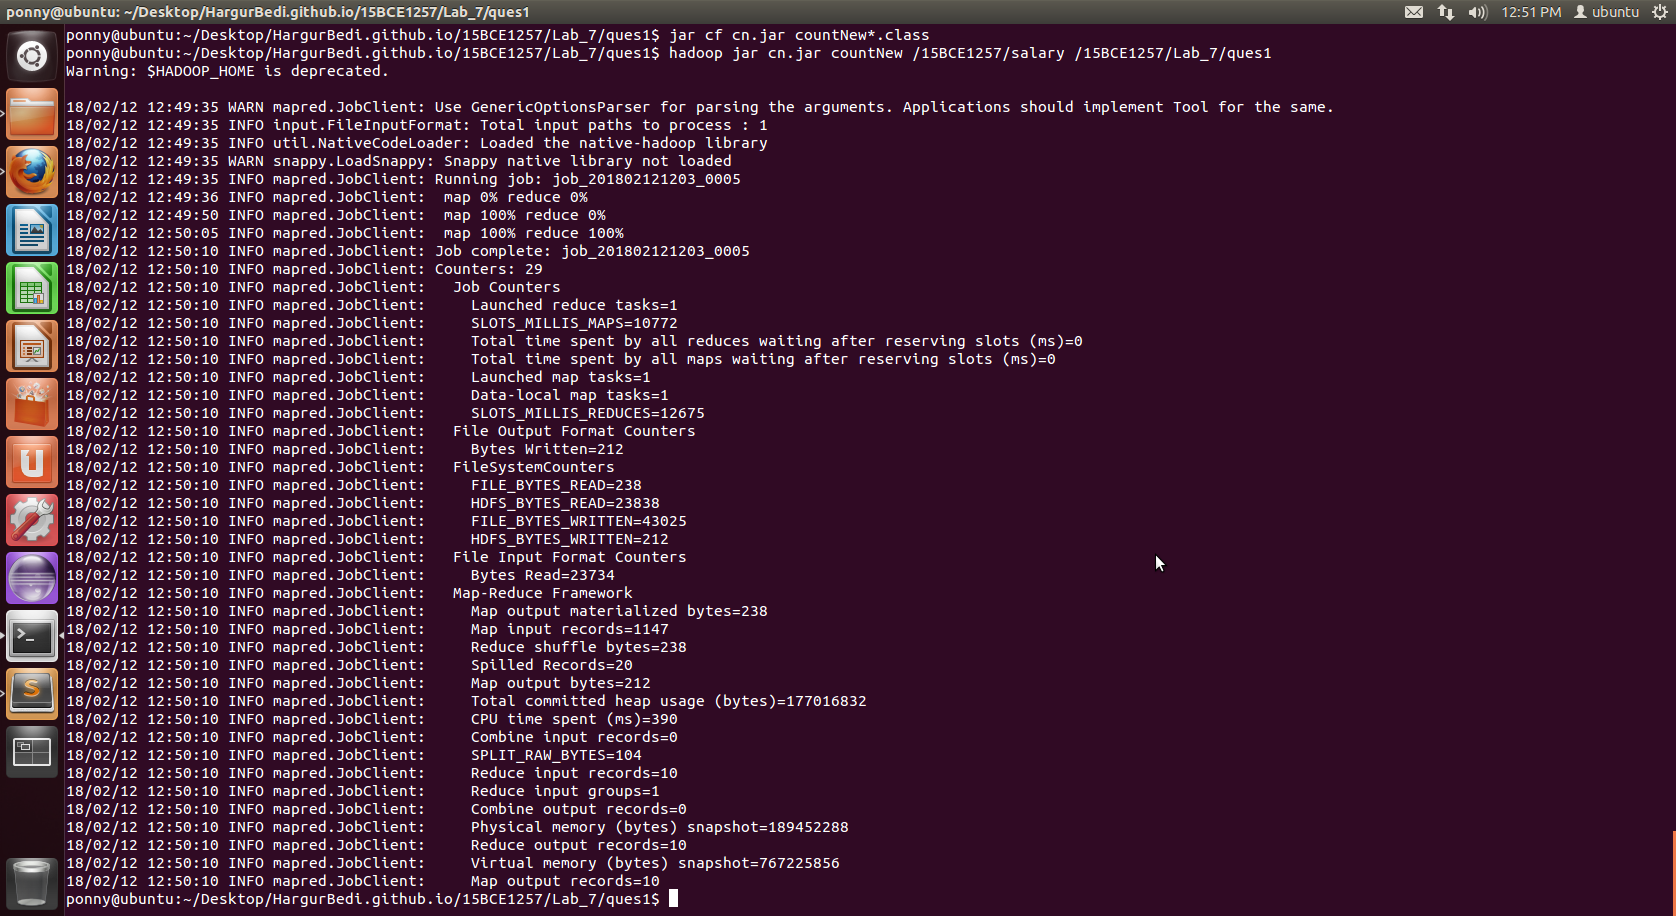 ponny@ubuntu: ~/Desktop/HargurBedi.github.io/15BCE1257/Lab_7/ques1 12:51 PM ubuntu
ponny@ubuntu:~/Desktop/HargurBedi.github.io/15BCE1257/Lab_7/ques1$ jar cf cn.jar countNew*.class
ponny@ubuntu:~/Desktop/HargurBedi.github.io/15BCE1257/Lab_7/ques1$ hadoop jar cn.jar countNew /15BCE1257/salary /15BCE1257/Lab_7/ques1
Warning: $HADOOP_HOME is deprecated.
18/02/12 12:49:35 WARN mapred.JobClient: Use GenericOptionsParser for parsing the arguments. Applications should implement Tool for the same.
18/02/12 12:49:35 INFO input.FileInputFormat: Total input paths to process : 1
18/02/12 12:49:35 INFO util.NativeCodeLoader: Loaded the native-hadoop library
18/02/12 12:49:35 WARN snappy.LoadSnappy: Snappy native library not loaded
18/02/12 12:49:35 INFO mapred.JobClient: Running job: job_201802121203_0005
18/02/12 12:49:36 INFO mapred.JobClient:  map 0% reduce 0%
18/02/12 12:49:50 INFO mapred.JobClient:  map 100% reduce 0%
18/02/12 12:50:05 INFO mapred.JobClient:  map 100% reduce 100%
18/02/12 12:50:10 INFO mapred.JobClient: Job complete: job_201802121203_0005
18/02/12 12:50:10 INFO mapred.JobClient: Counters: 29
18/02/12 12:50:10 INFO mapred.JobClient:   Job Counters
18/02/12 12:50:10 INFO mapred.JobClient:     Launched reduce tasks=1
18/02/12 12:50:10 INFO mapred.JobClient:     SLOTS_MILLIS_MAPS=10772
18/02/12 12:50:10 INFO mapred.JobClient:     Total time spent by all reduces waiting after reserving slots (ms)=0
18/02/12 12:50:10 INFO mapred.JobClient:     Total time spent by all maps waiting after reserving slots (ms)=0
18/02/12 12:50:10 INFO mapred.JobClient:     Launched map tasks=1
18/02/12 12:50:10 INFO mapred.JobClient:     Data-local map tasks=1
18/02/12 12:50:10 INFO mapred.JobClient:     SLOTS_MILLIS_REDUCES=12675
18/02/12 12:50:10 INFO mapred.JobClient:   File Output Format Counters
18/02/12 12:50:10 INFO mapred.JobClient:     Bytes Written=212
18/02/12 12:50:10 INFO mapred.JobClient:   FileSystemCounters
18/02/12 12:50:10 INFO mapred.JobClient:     FILE_BYTES_READ=238
18/02/12 12:50:10 INFO mapred.JobClient:     HDFS_BYTES_READ=23838
18/02/12 12:50:10 INFO mapred.JobClient:     FILE_BYTES_WRITTEN=43025
18/02/12 12:50:10 INFO mapred.JobClient:     HDFS_BYTES_WRITTEN=212
18/02/12 12:50:10 INFO mapred.JobClient:   File Input Format Counters
18/02/12 12:50:10 INFO mapred.JobClient:     Bytes Read=23734
18/02/12 12:50:10 INFO mapred.JobClient:   Map-Reduce Framework
18/02/12 12:50:10 INFO mapred.JobClient:     Map output materialized bytes=238
18/02/12 12:50:10 INFO mapred.JobClient:     Map input records=1147
18/02/12 12:50:10 INFO mapred.JobClient:     Reduce shuffle bytes=238
18/02/12 12:50:10 INFO mapred.JobClient:     Spilled Records=20
18/02/12 12:50:10 INFO mapred.JobClient:     Map output bytes=212
18/02/12 12:50:10 INFO mapred.JobClient:     Total committed heap usage (bytes)=177016832
18/02/12 12:50:10 INFO mapred.JobClient:     CPU time spent (ms)=390
18/02/12 12:50:10 INFO mapred.JobClient:     Combine input records=0
18/02/12 12:50:10 INFO mapred.JobClient:     SPLIT_RAW_BYTES=104
18/02/12 12:50:10 INFO mapred.JobClient:     Reduce input records=10
18/02/12 12:50:10 INFO mapred.JobClient:     Reduce input groups=1
18/02/12 12:50:10 INFO mapred.JobClient:     Combine output records=0
18/02/12 12:50:10 INFO mapred.JobClient:     Physical memory (bytes) snapshot=189452288
18/02/12 12:50:10 INFO mapred.JobClient:     Reduce output records=10
18/02/12 12:50:10 INFO mapred.JobClient:     Virtual memory (bytes) snapshot=767225856
18/02/12 12:50:10 INFO mapred.JobClient:     Map output records=10
ponny@ubuntu:~/Desktop/HargurBedi.github.io/15BCE1257/Lab_7/ques1$